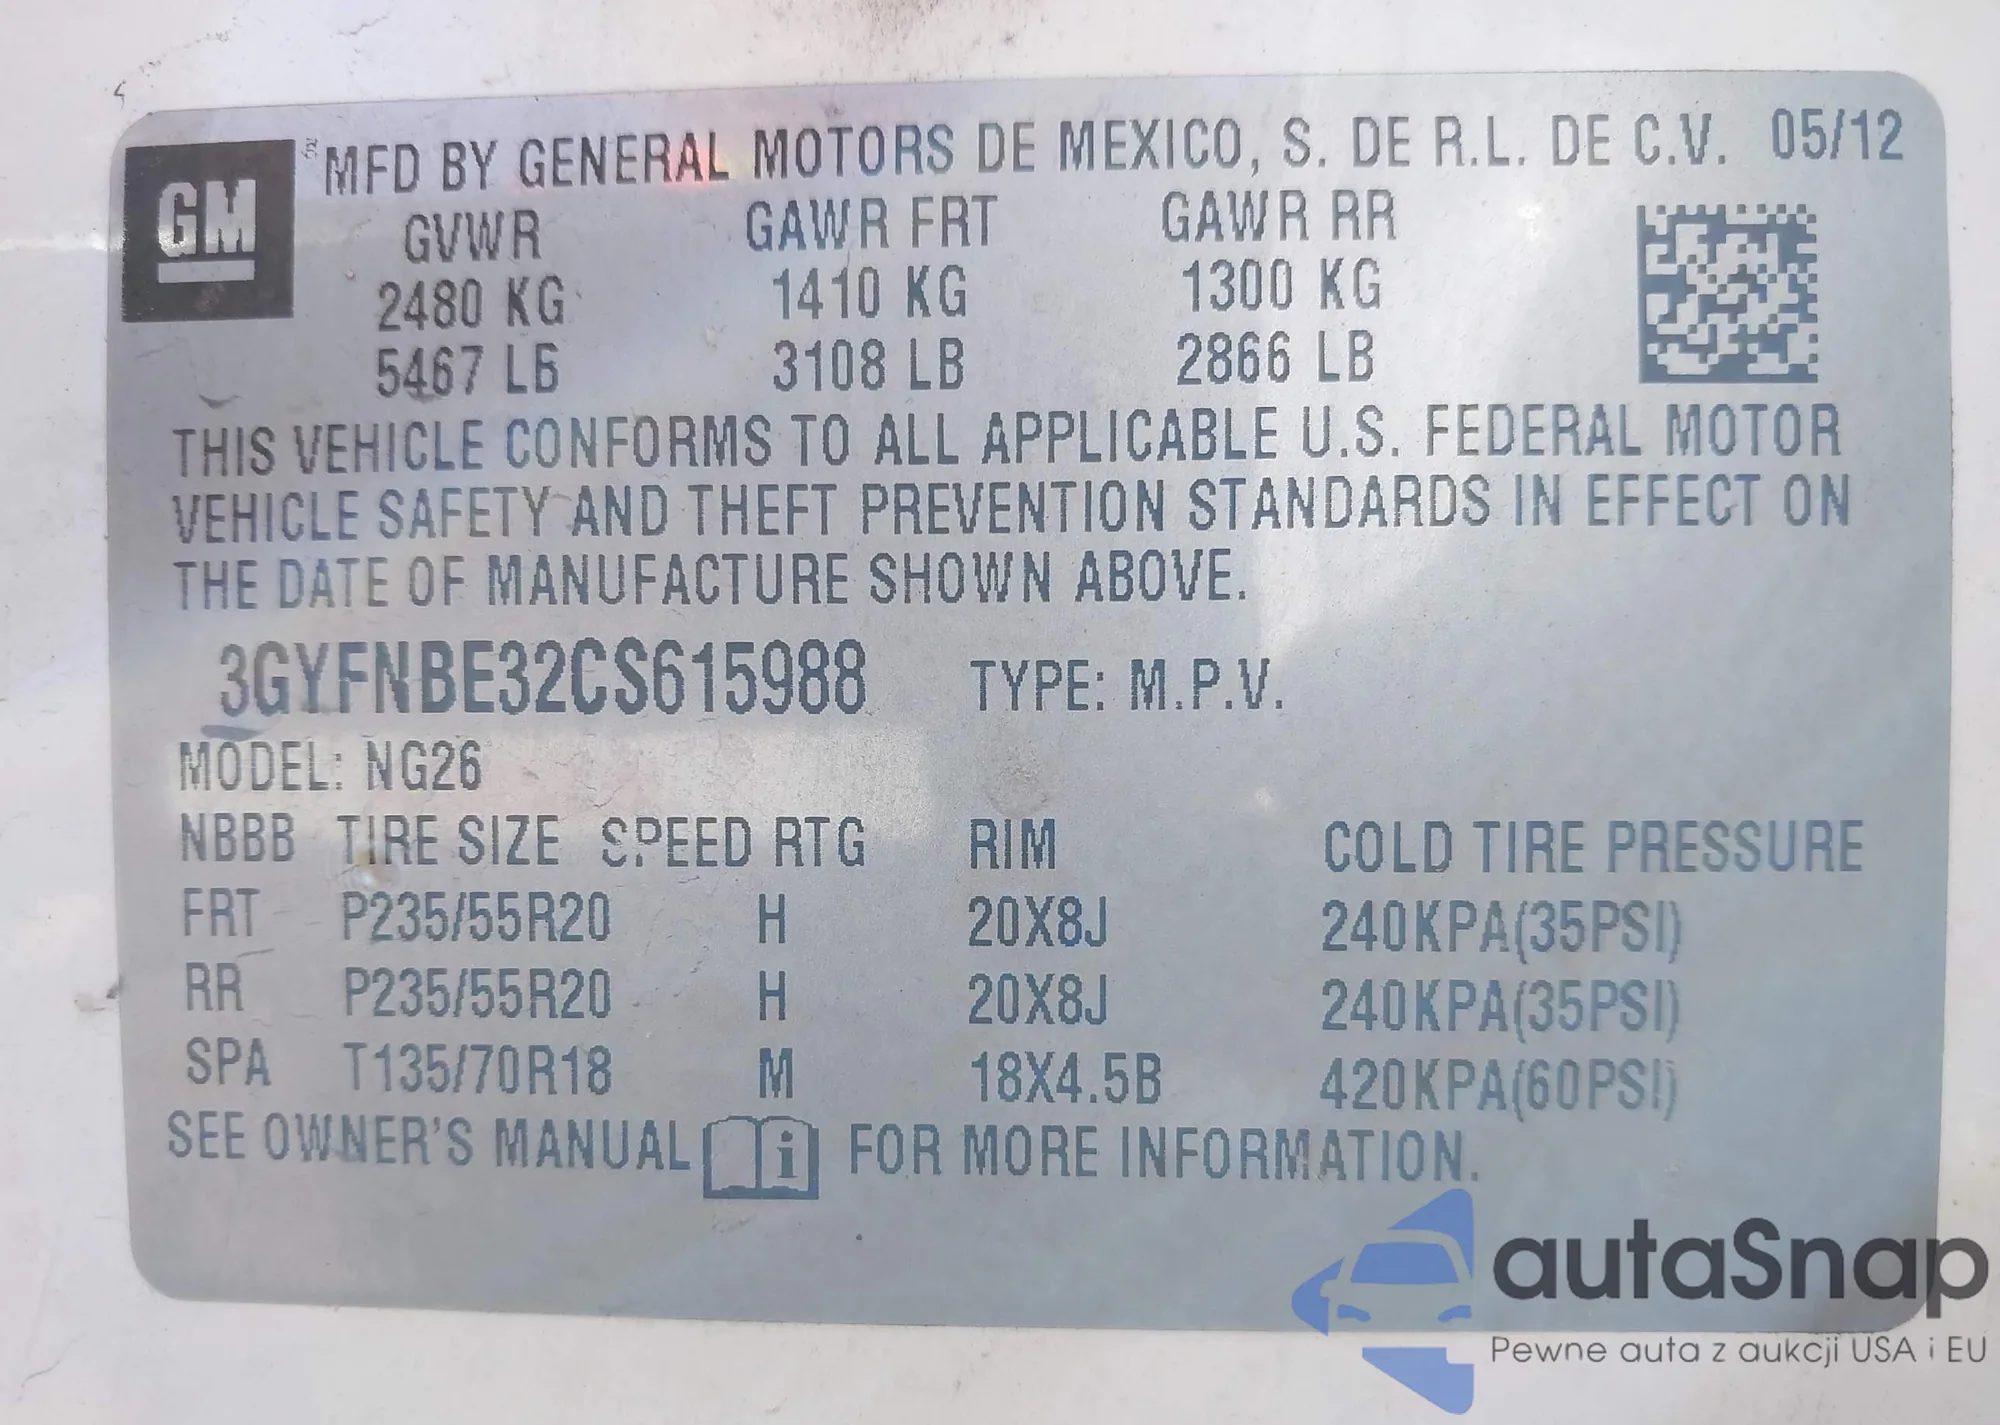 GM
MFD BY GENERAL MOTORS DE MEXICO, S. DE R.L. DE C.V. 05/12
GVWR GAWR FRT GAWR RR
2480 KG 1410 KG 1300 KG
5467 LB 3108 LB 2866 LB
THIS VEHICLE CONFORMS TO ALL APPLICABLE U.S. FEDERAL MOTOR
VEHICLE SAFETY AND THEFT PREVENTION STANDARDS IN EFFECT ON
THE DATE OF MANUFACTURE SHOWN ABOVE.
3GYFNBE32CS615988 TYPE: M.P.V.
MODEL: NG26
NBBB TIRE SIZE SPEED RTG RIM COLD TIRE PRESSURE
FRT P235/55R20 H 20X8J 240KPA(35PSI)
RR P235/55R20 H 20X8J 240KPA(35PSI)
SPA T135/70R18 M 18X4.5B 420KPA(60PSI)
SEE OWNER'S MANUAL i FOR MORE INFORMATION.
autaSnap
Pewne auta z aukcji USA i EU